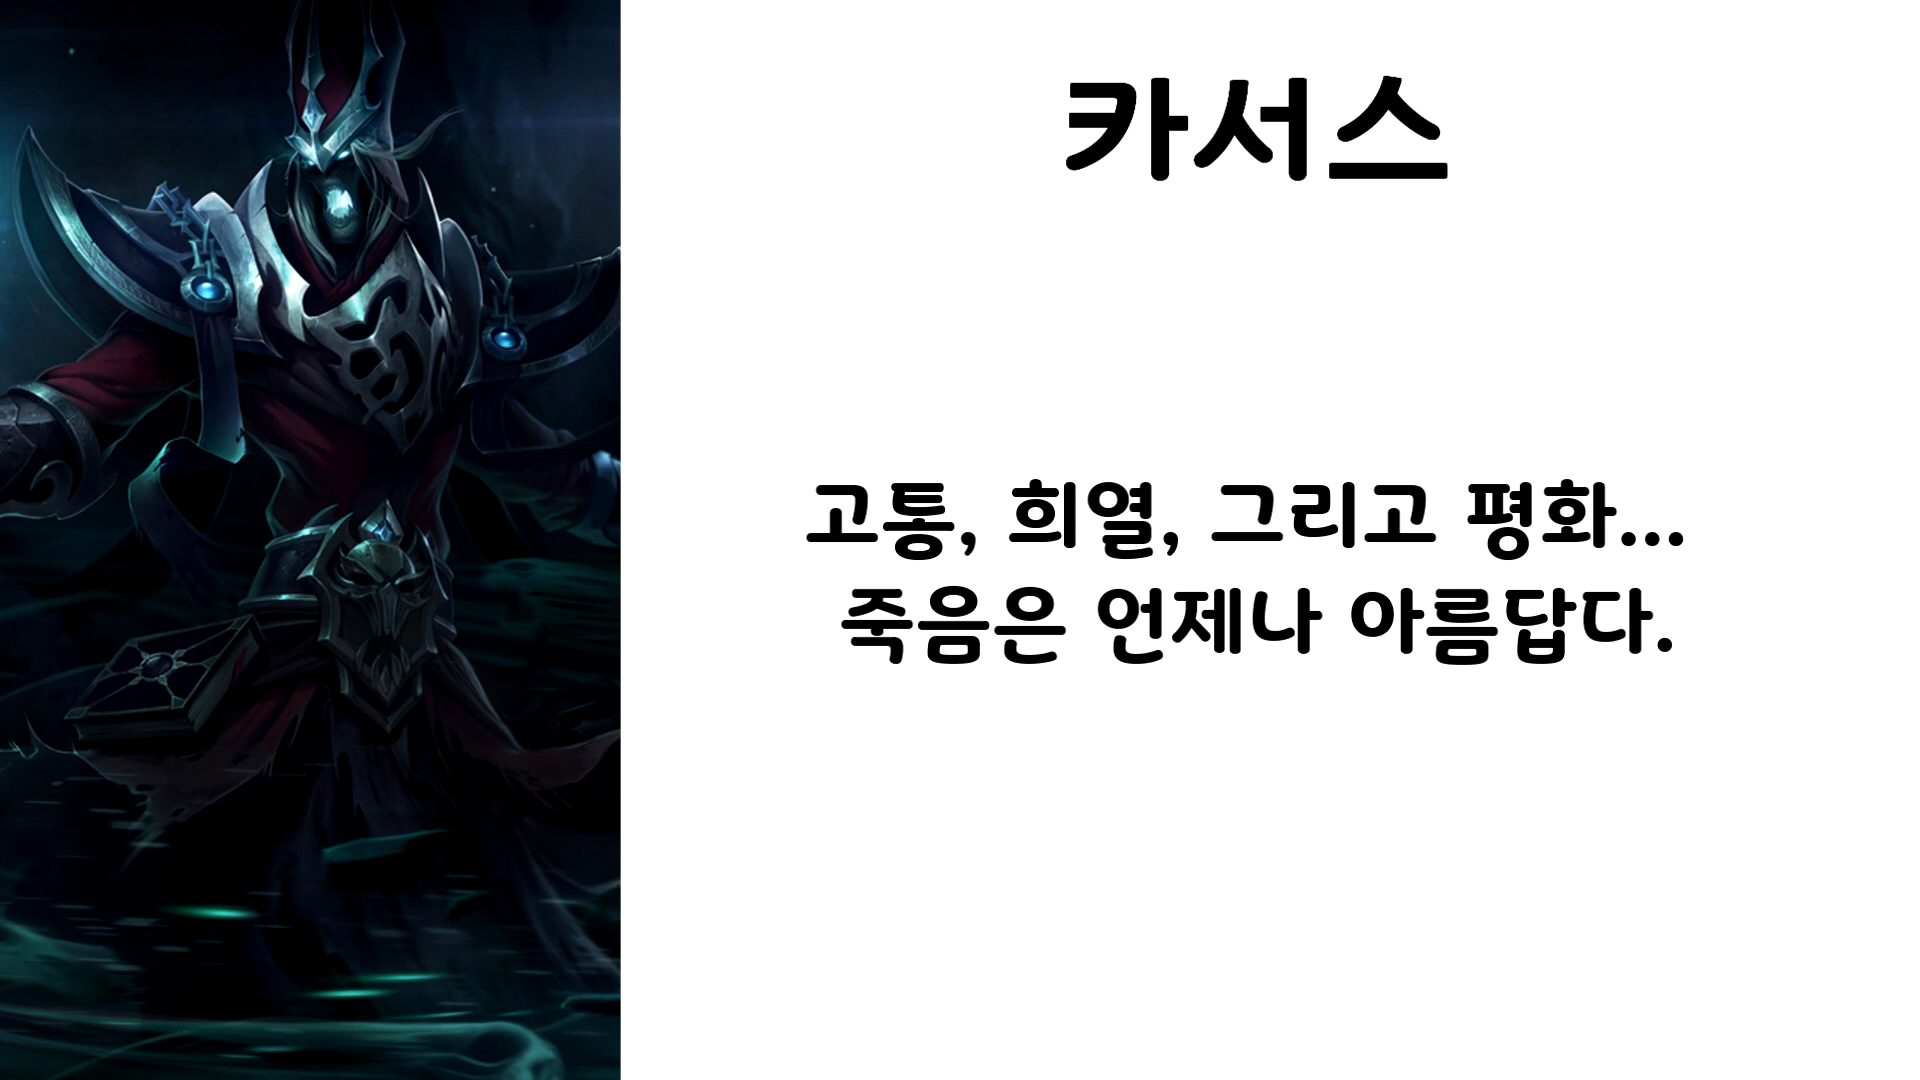 카서스
고통, 희열, 그리고 평화...
죽음은 언제나 아름답다.